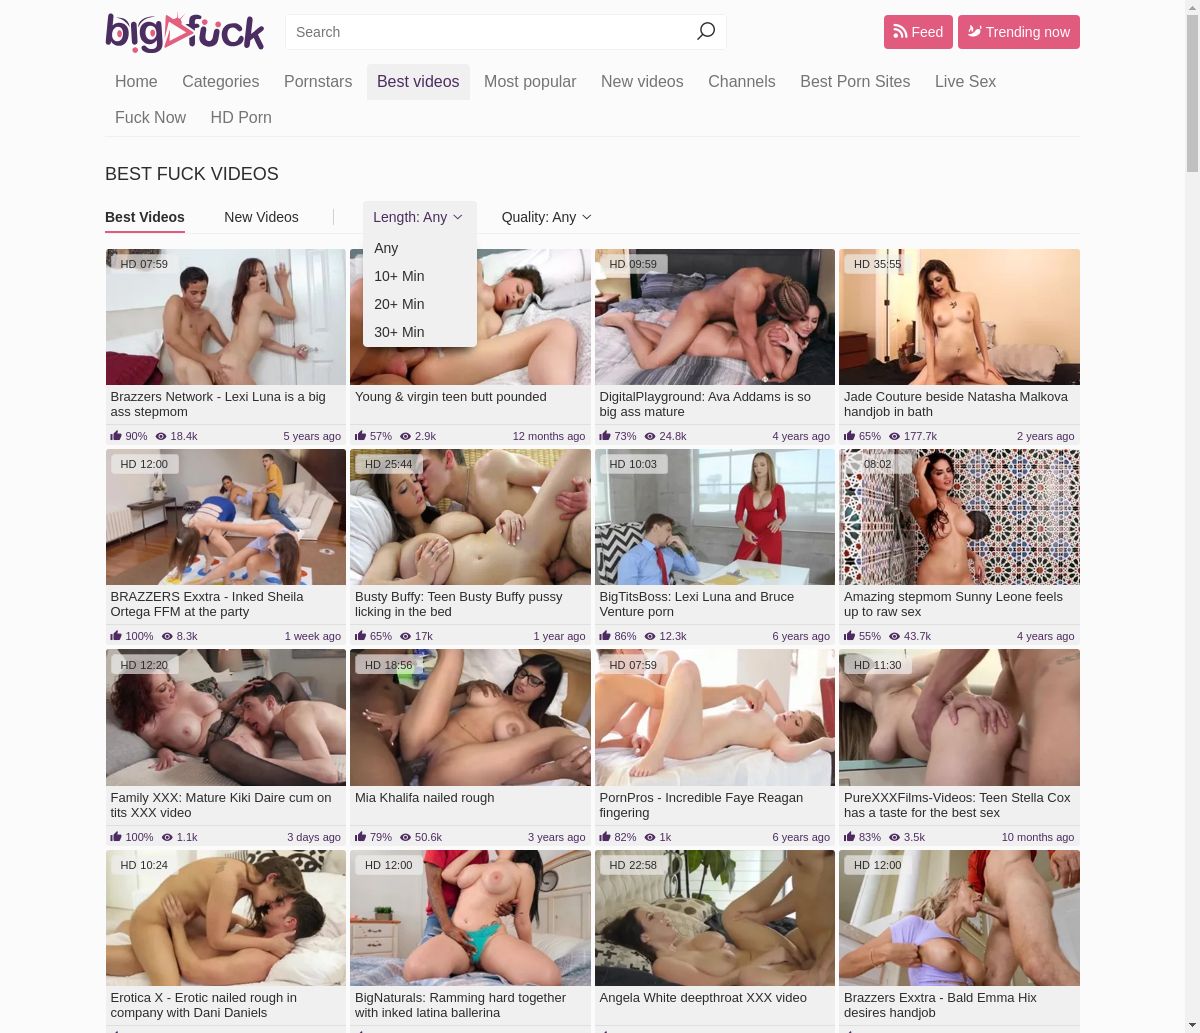 bigfuck
Search
Feed
Trending now
Home Categories Pornstars Best videos Most popular New videos Channels Best Porn Sites Live Sex
Fuck Now HD Porn
BEST FUCK VIDEOS
Best Videos New Videos Length: Any Quality: Any
Any
10+ Min
20+ Min
30+ Min
HD 07:59
HD 09:59
HD 35:55
Brazzers Network - Lexi Luna is a big
ass stepmom
90% 18.4k 5 years ago
Young & virgin teen butt pounded
57% 2.9k 12 months ago
DigitalPlayground: Ava Addams is so
big ass mature
73% 24.8k 4 years ago
Jade Couture beside Natasha Malkova
handjob in bath
65% 177.7k 2 years ago
HD 12:00
BRAZZERS Exxtra - Inked Sheila
Ortega FFM at the party
100% 8.3k 1 week ago
HD 25:44
Busty Buffy: Teen Busty Buffy pussy
licking in the bed
65% 17k 1 year ago
HD 10:03
BigTitsBoss: Lexi Luna and Bruce
Venture porn
86% 12.3k 6 years ago
08:02
Amazing stepmom Sunny Leone feels
up to raw sex
55% 43.7k 4 years ago
HD 12:20
Family XXX: Mature Kiki Daire cum on
tits XXX video
100% 1.1k 3 days ago
HD 18:56
Mia Khalifa nailed rough
79% 50.6k 3 years ago
HD 07:59
PornPros - Incredible Faye Reagan
fingering
82% 1k 6 years ago
HD 11:30
PureXXXFilms-Videos: Teen Stella Cox
has a taste for the best sex
83% 3.5k 10 months ago
HD 10:24
Erotica X - Erotic nailed rough in
company with Dani Daniels
HD 12:00
BigNaturals: Ramming hard together
with inked latina ballerina
HD 22:58
Angela White deepthroat XXX video
HD 12:00
Brazzers Exxtra - Bald Emma Hix
desires handjob